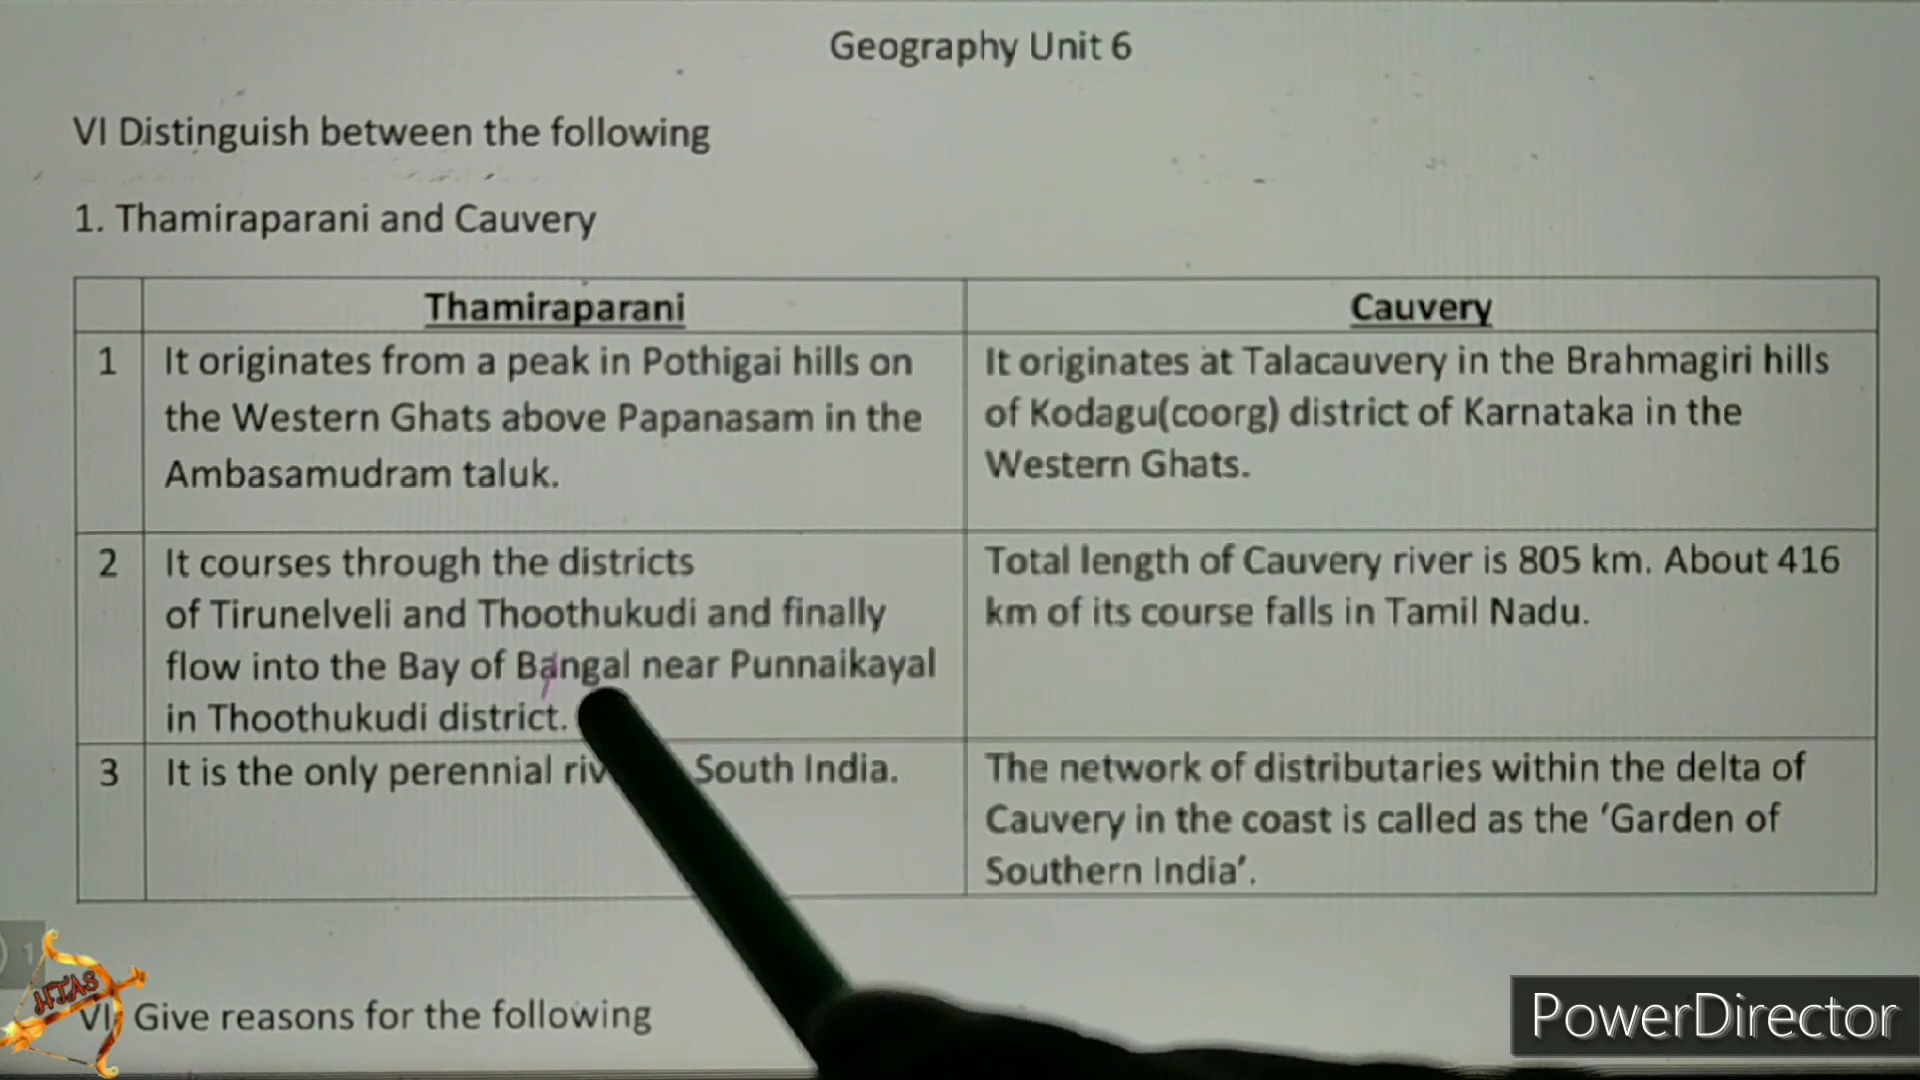 Geography Unit 6
VI Distinguish between the following
1. Thamiraparani and Cauvery
Thamiraparani
Cauvery
1
It originates from a peak in Pothigai hills on
the Western Ghats above Papanasam in the
Ambasamudram taluk.
It originates at Talacauvery in the Brahmagiri hills
of Kodagu(coorg) district of Karnataka in the
Western Ghats.
2
It courses through the districts
of Tirunelveli and Thoothukudi and finally
flow into the Bay of Bangal near Punnaikayal
in Thoothukudi district.
Total length of Cauvery river is 805 km. About 416
km of its course falls in Tamil Nadu.
3
It is the only perennial riv South India.
The network of distributaries within the delta of
Cauvery in the coast is called as the ‘Garden of
Southern India’.
HTAS
VI Give reasons for the following
PowerDirector